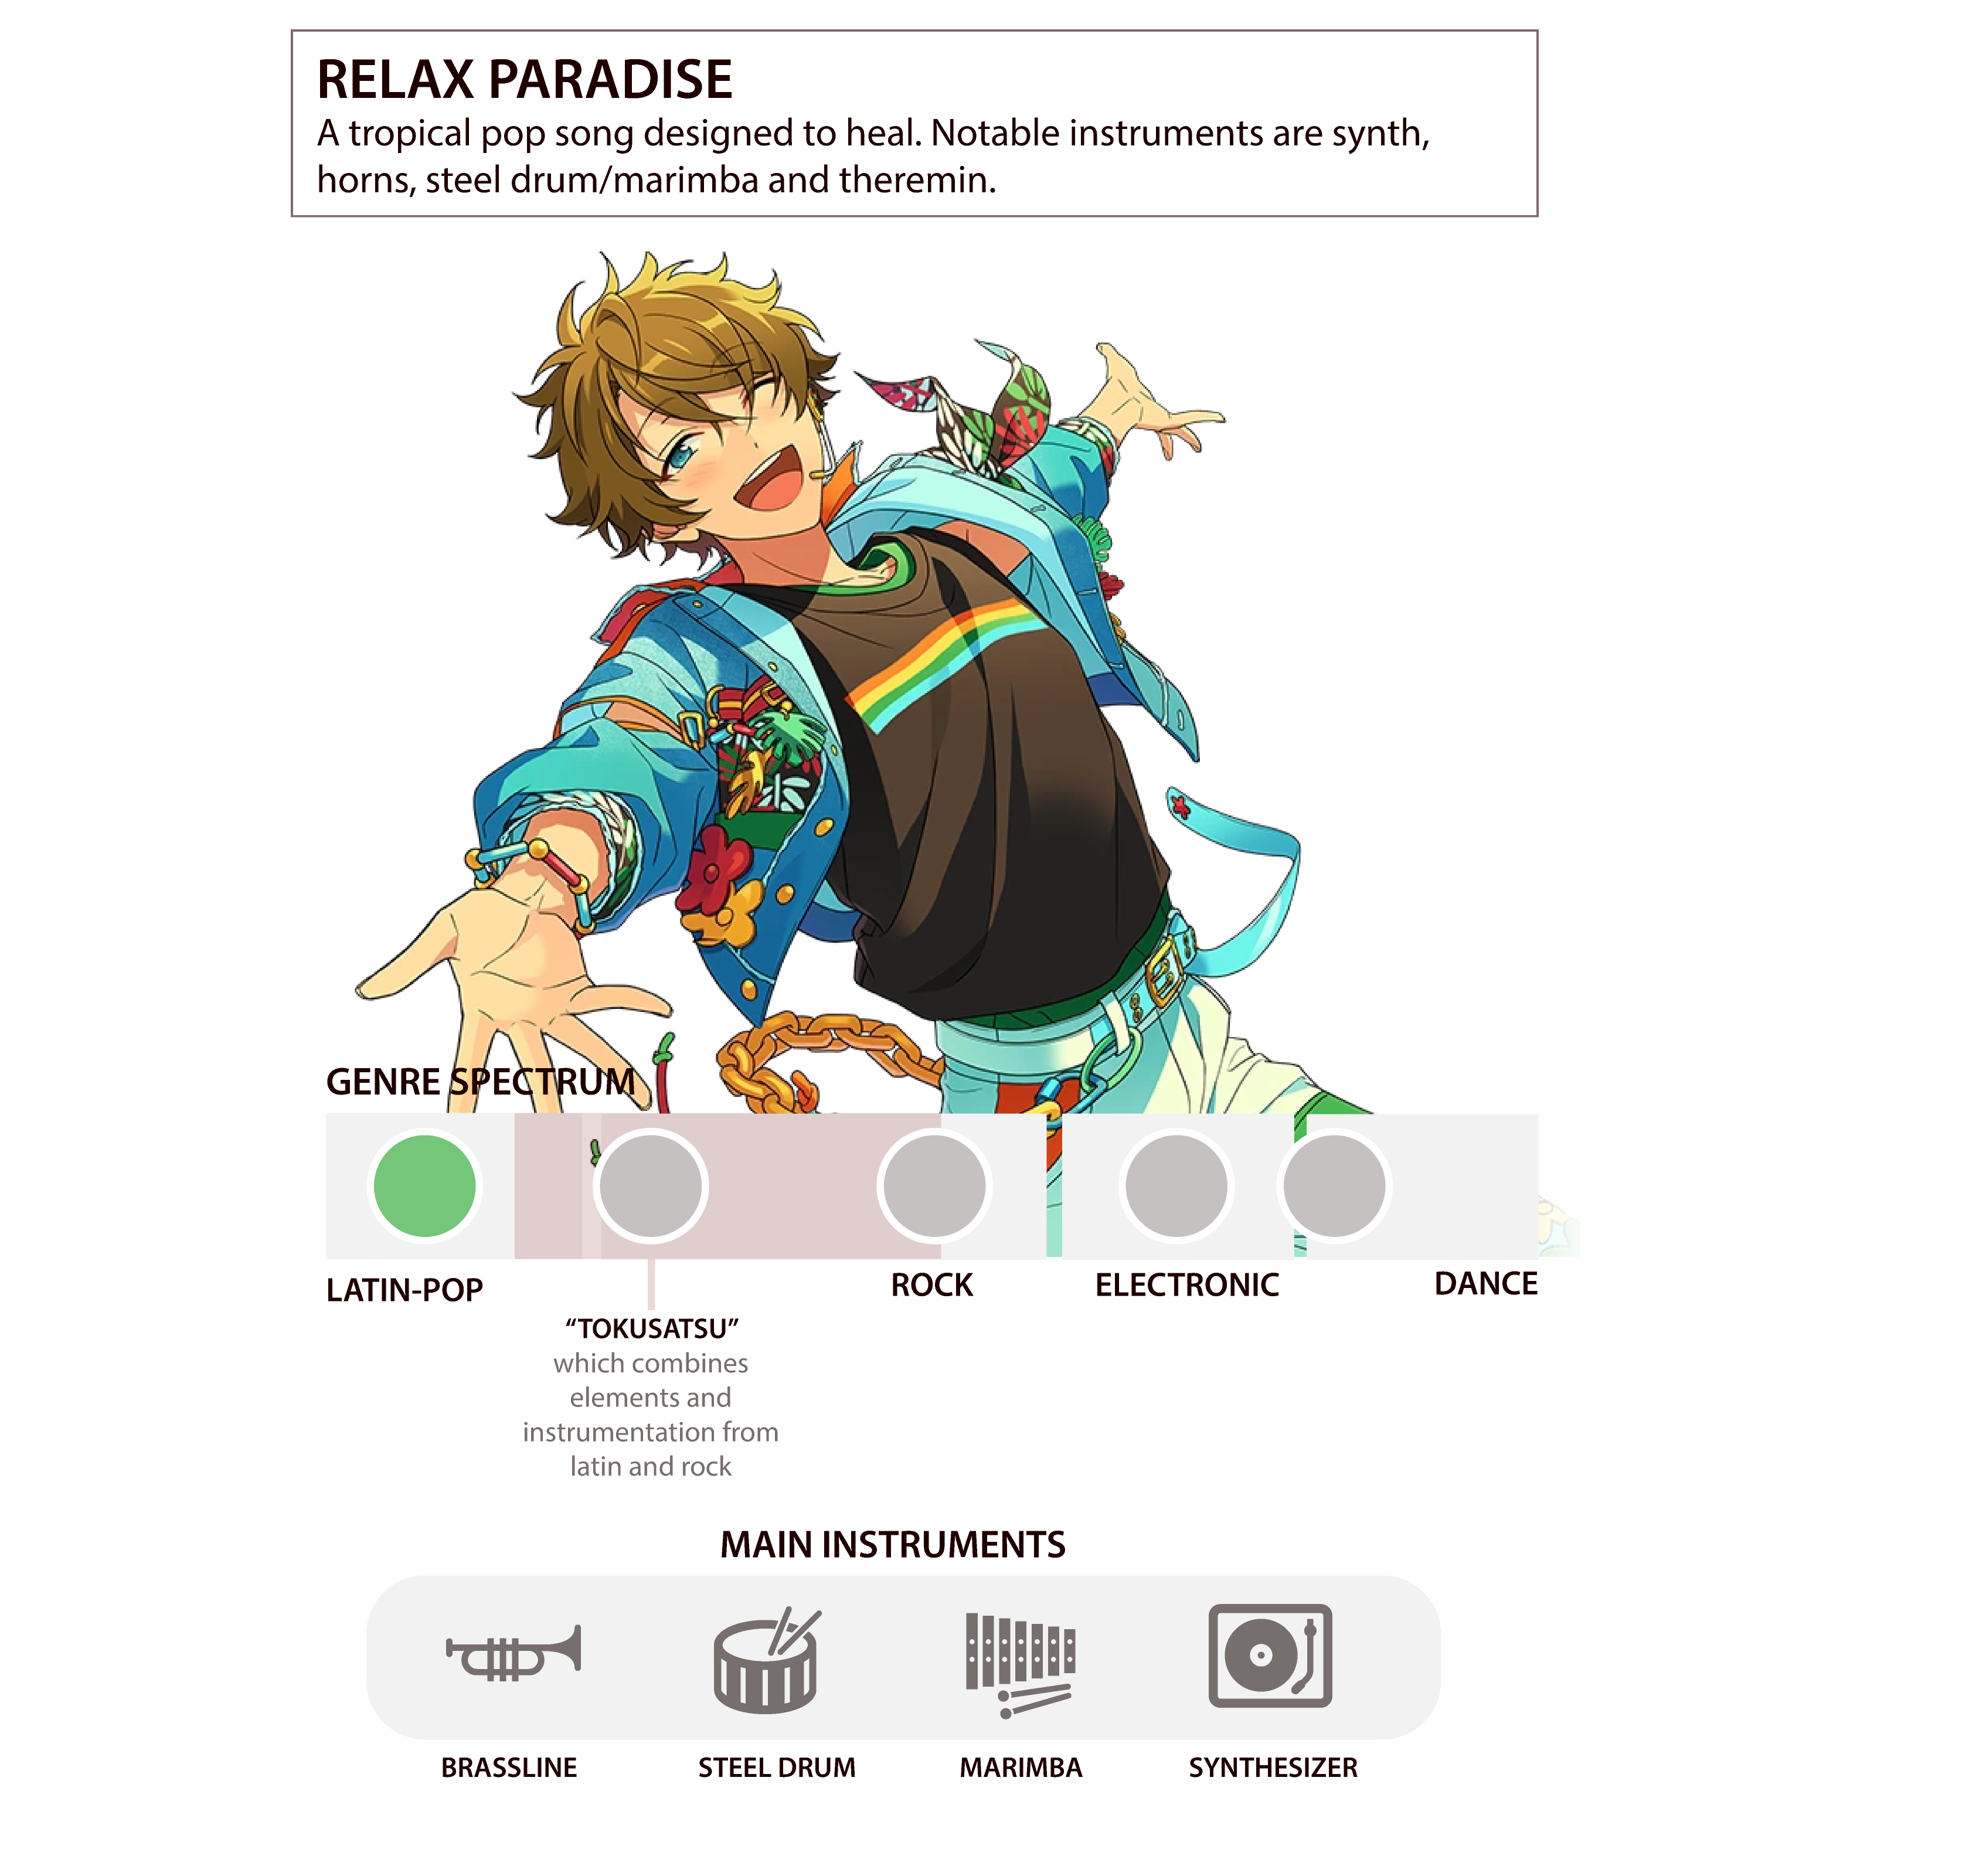 RELAX PARADISE
A tropical pop song designed to heal. Notable instruments are synth,
horns, steel drum/marimba and theremin.
GENRE SPECTRUM
LATIN-POP
ROCK
ELECTRONIC
DANCE
“TOKUSATSU”
which combines
elements and
instrumentation from
latin and rock
MAIN INSTRUMENTS
BRASSLINE
STEEL DRUM
MARIMBA
SYNTHESIZER